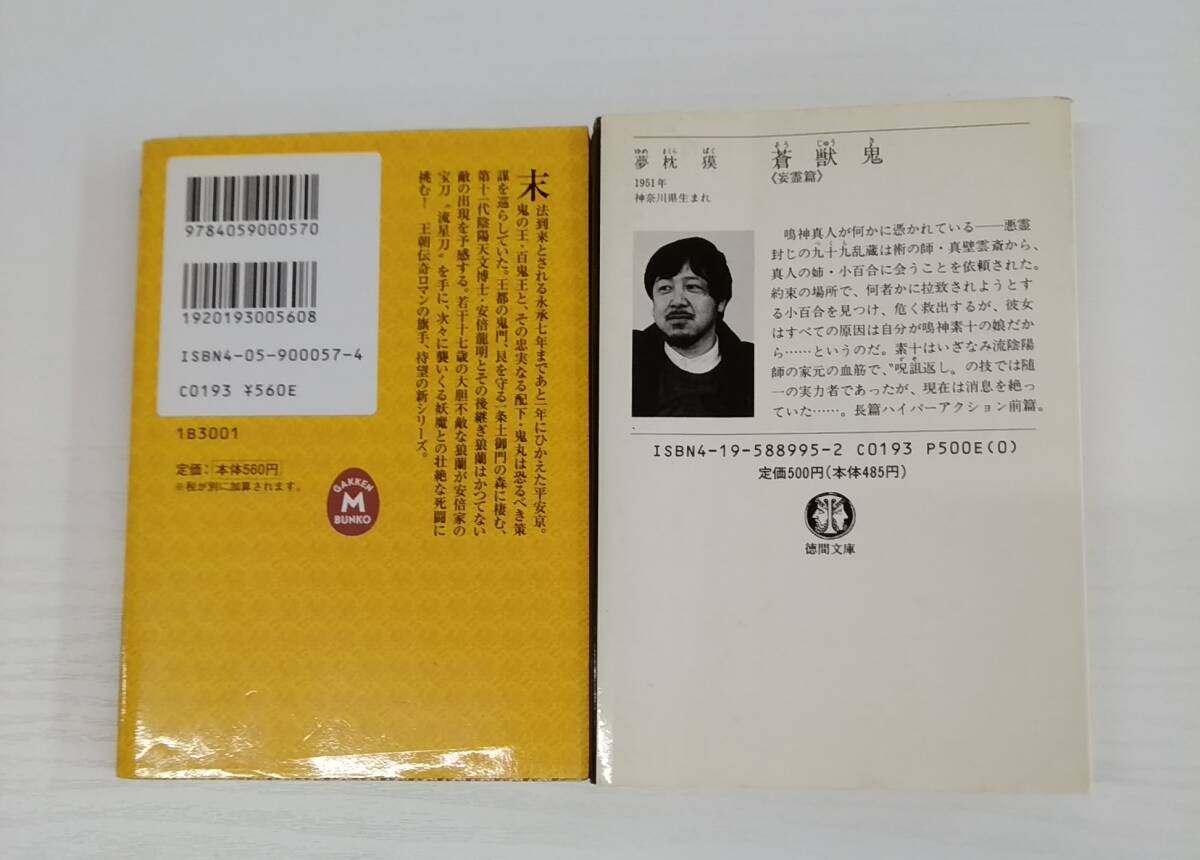 9784059000570
1920193005608
ISBN4-05-900057-4
C0193 ¥560E
1B3001
定価：本体560円
※税が別に加算されます。
GAKKEN
M
BUNKO
末法到来とされる永承七年まであと一年にひかえた平安京。
鬼の王・百鬼王と、その忠実なる配下・鬼丸は恐るべき策
謀を巡らしていた。王都の鬼門、艮を守る一条土御門の森に棲む、
第十一代陰陽天文博士・安倍龍明とその後継ぎ狼蘭はかつてない
敵の出現を予感する。若干十七歳の大胆不敵な狼蘭が安倍家の
宝刀〝流星刀〟を手に、次々に襲いくる妖魔との壮絶な死闘に
挑む！ 王朝伝奇ロマンの旗手、待望の新シリーズ。
ゆめ まくら ばく
夢枕獏
そう じゅう き
蒼獣鬼
〈妄霊篇〉
1951年
神奈川県生まれ
鳴神真人が何かに憑かれている――悪霊
つくも
封じの九十九乱蔵は術の師・真壁雲斎から、
真人の姉・小百合に会うことを依頼された。
約束の場所で、何者かに拉致されようとす
る小百合を見つけ、危く救出するが、彼女
はすべての原因は自分が鳴神素十の娘だか
ら……というのだ。素十はいざなみ流陰陽
師の家元の血筋で、〝呪詛返し〟の技では随
一の実力者であったが、現在は消息を絶っ
ていた……。長篇ハイパーアクション前篇。
ISBN4-19-588995-2 C0193 P500E(0)
定価500円(本体485円)
徳間文庫